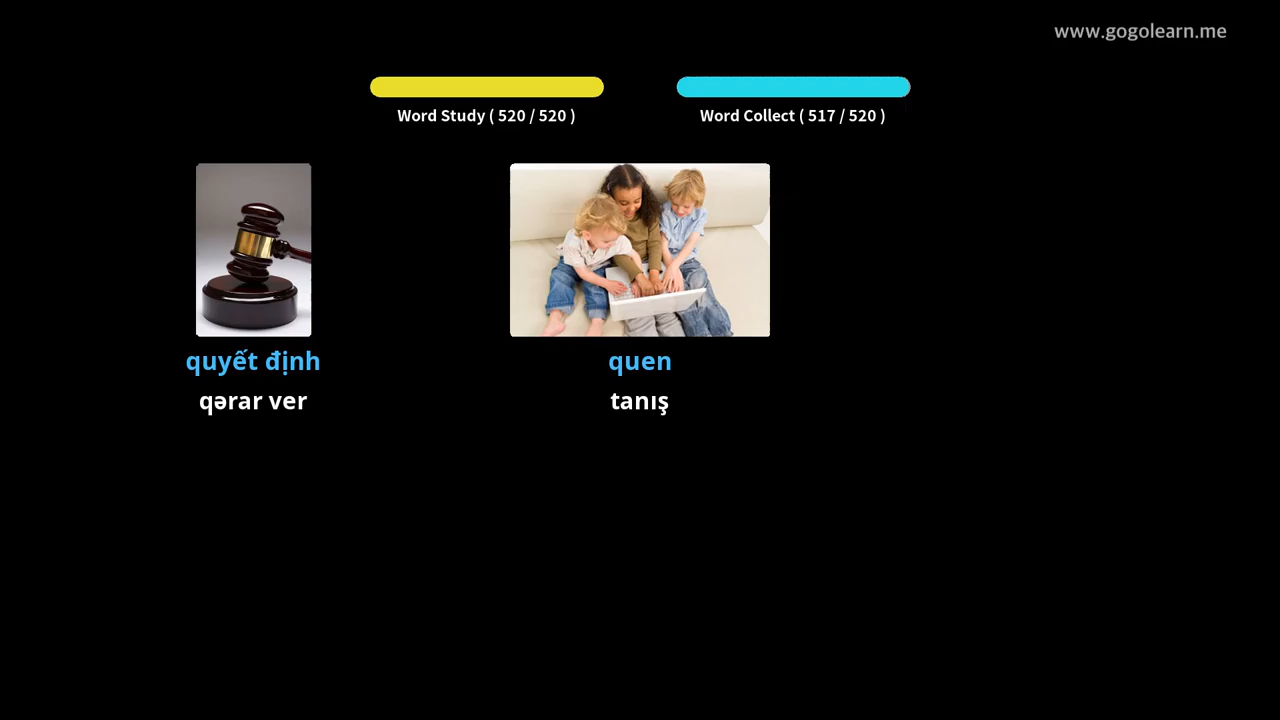 www.gogolearn.me
Word Study ( 520 / 520 )
Word Collect ( 517 / 520 )
quyết định
qərar ver
quen
tanış